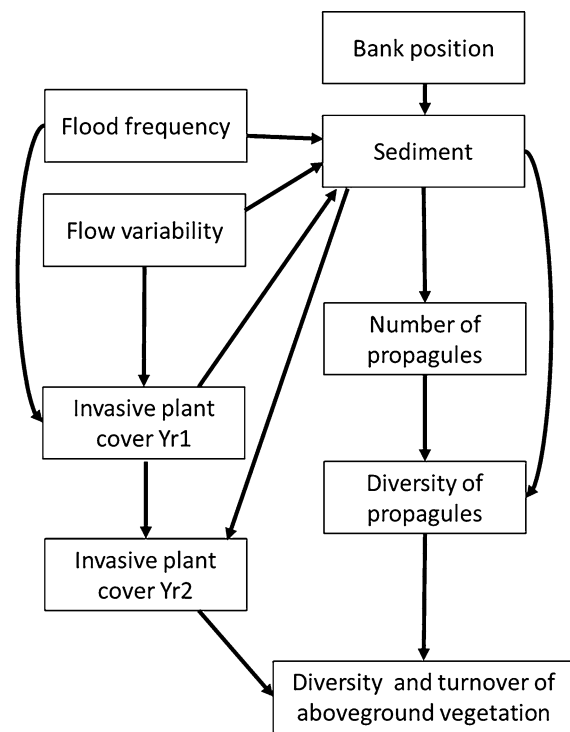 Bank position
Flood frequency
Sediment
Flow variability
Number of
propagules
Invasive plant
cover Yr1
Diversity of
propagules
Invasive plant
cover Yr2
Diversity and turnover of
aboveground vegetation